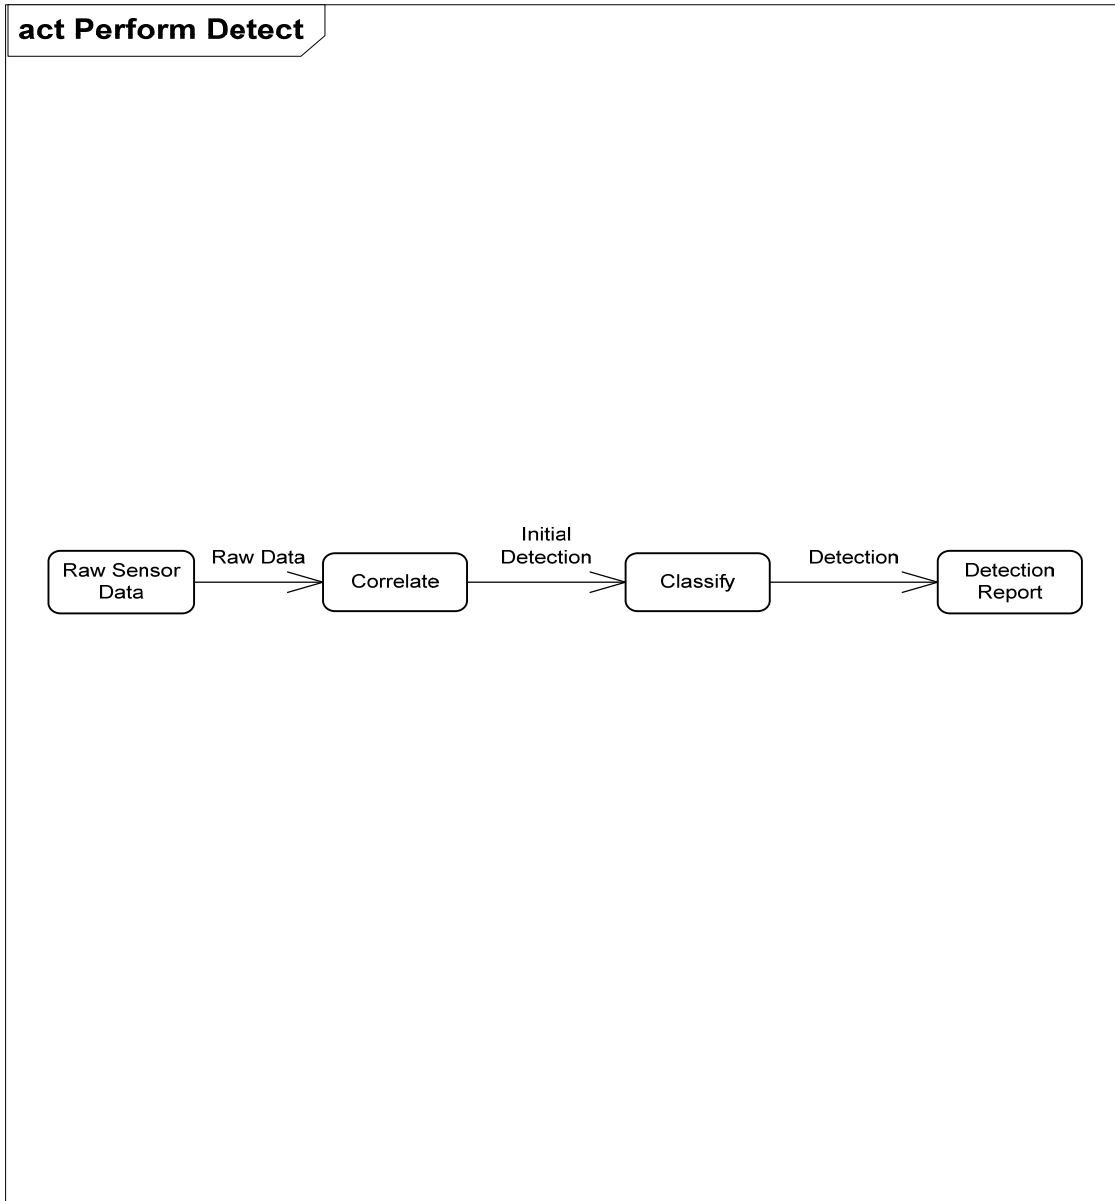 act Perform Detect
Raw Sensor
Data
Raw Data
Correlate
Initial
Detection
Classify
Detection
Detection
Report